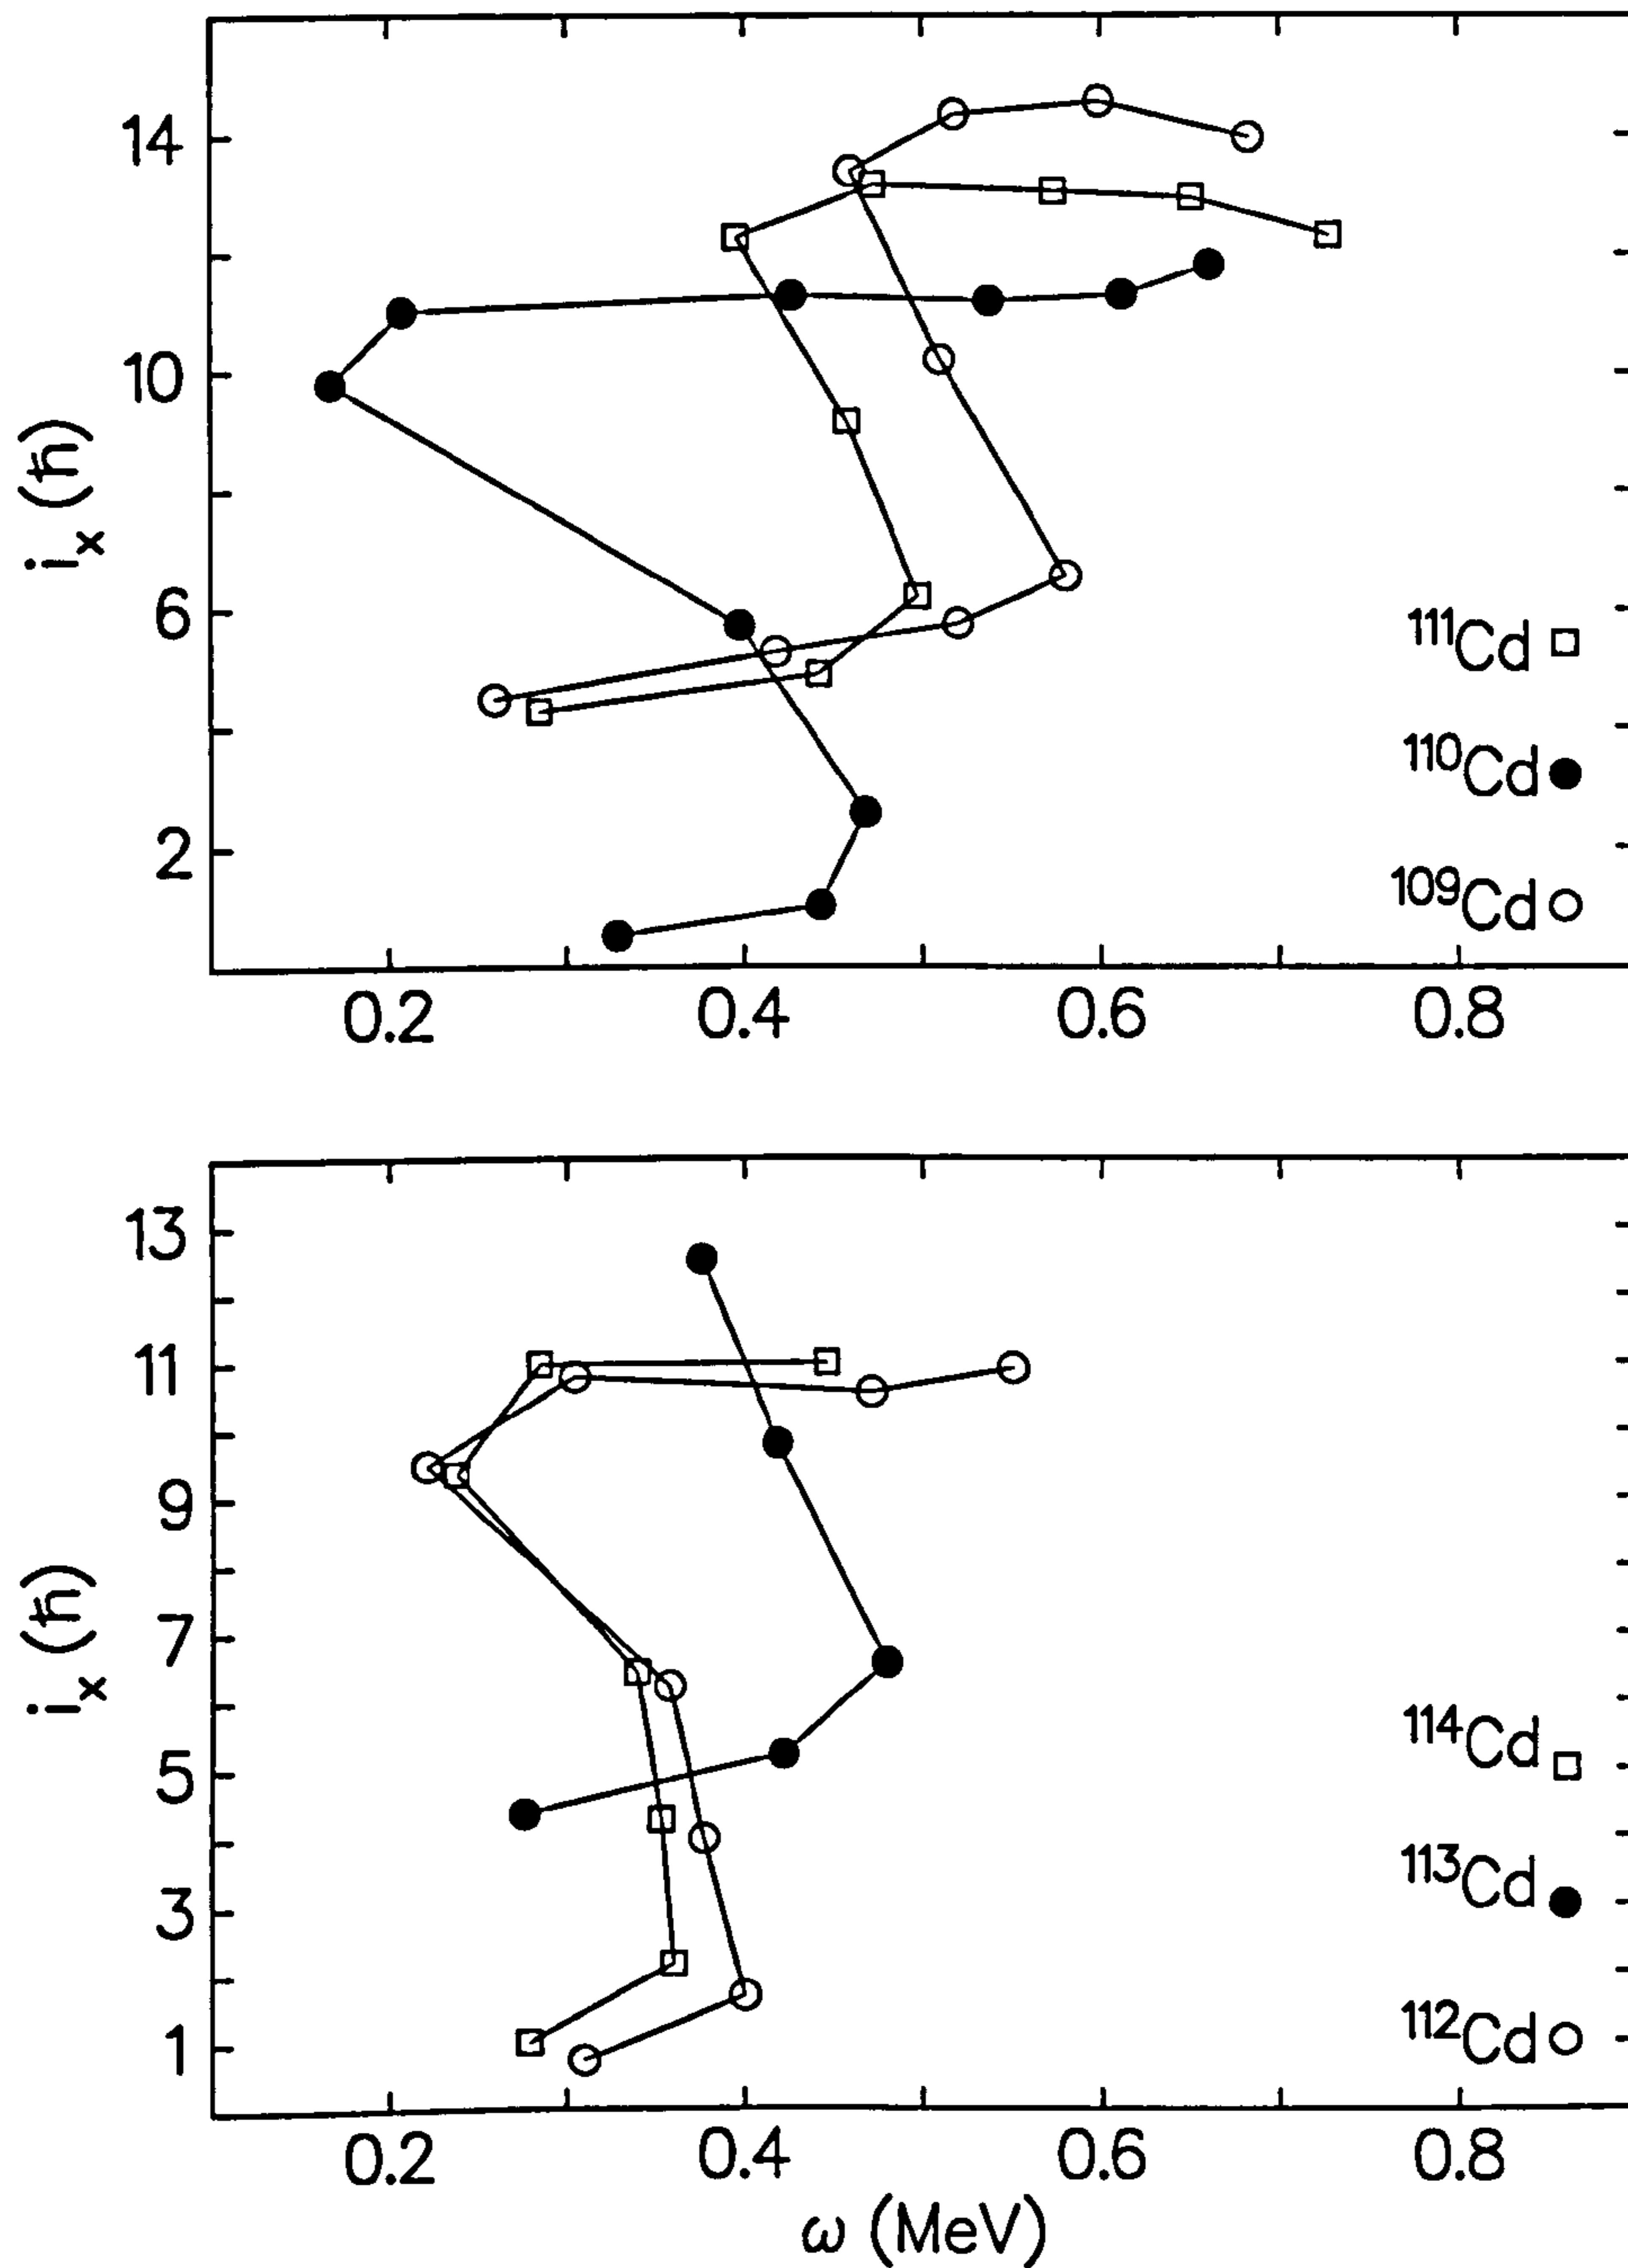 14
10
6
2
iₓ (ħ)
¹¹¹Cd
¹¹⁰Cd
¹⁰⁹Cd
0.2 0.4 0.6 0.8
13
11
9
7
5
3
1
iₓ (ħ)
¹¹⁴Cd
¹¹³Cd
¹¹²Cd
0.2 0.4 0.6 0.8
ω (MeV)